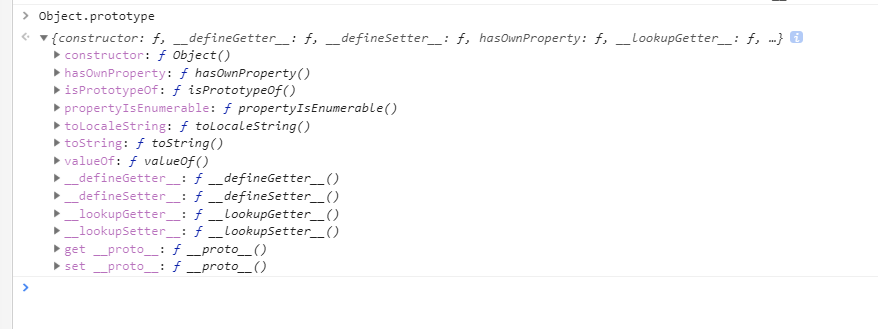 > Object.prototype
{constructor: ƒ, __defineGetter__: ƒ, __defineSetter__: ƒ, hasOwnProperty: ƒ, __lookupGetter__: ƒ, …} i
constructor: ƒ Object()
hasOwnProperty: ƒ hasOwnProperty()
isPrototypeOf: ƒ isPrototypeOf()
propertyIsEnumerable: ƒ propertyIsEnumerable()
toLocaleString: ƒ toLocaleString()
toString: ƒ toString()
valueOf: ƒ valueOf()
__defineGetter__: ƒ __defineGetter__()
__defineSetter__: ƒ __defineSetter__()
__lookupGetter__: ƒ __lookupGetter__()
__lookupSetter__: ƒ __lookupSetter__()
get __proto__: ƒ __proto__()
set __proto__: ƒ __proto__()
>